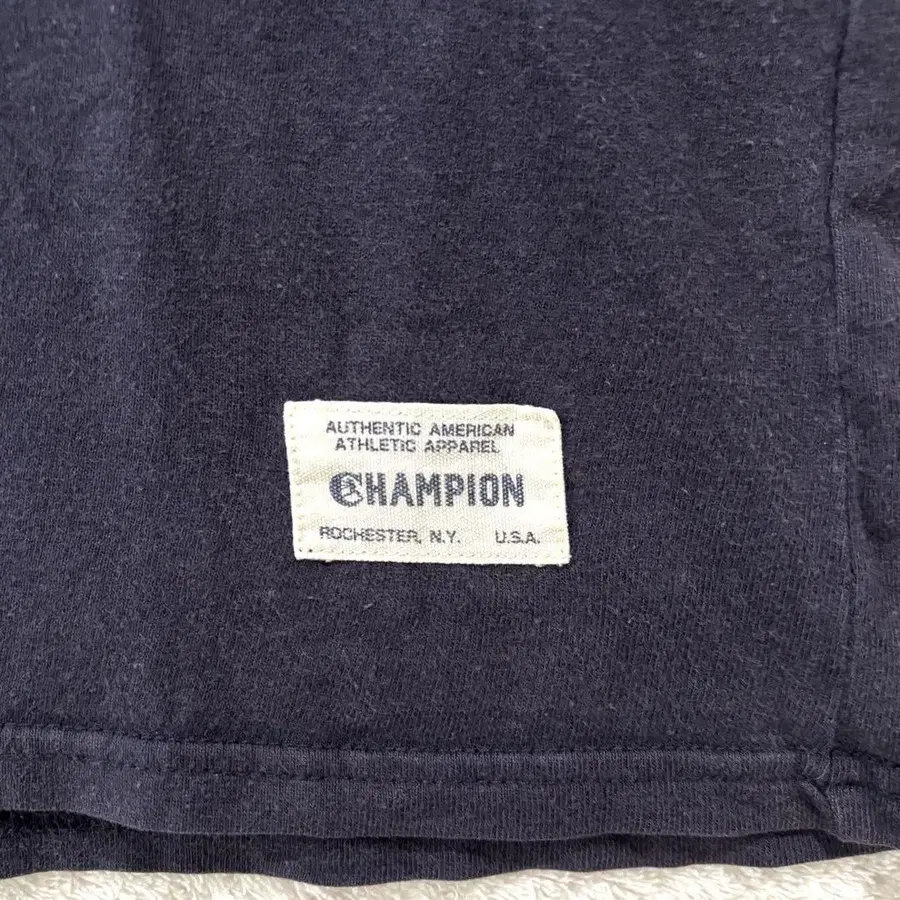 AUTHENTIC AMERICAN
ATHLETIC APPAREL
CHAMPION
ROCHESTER, N.Y. U.S.A.